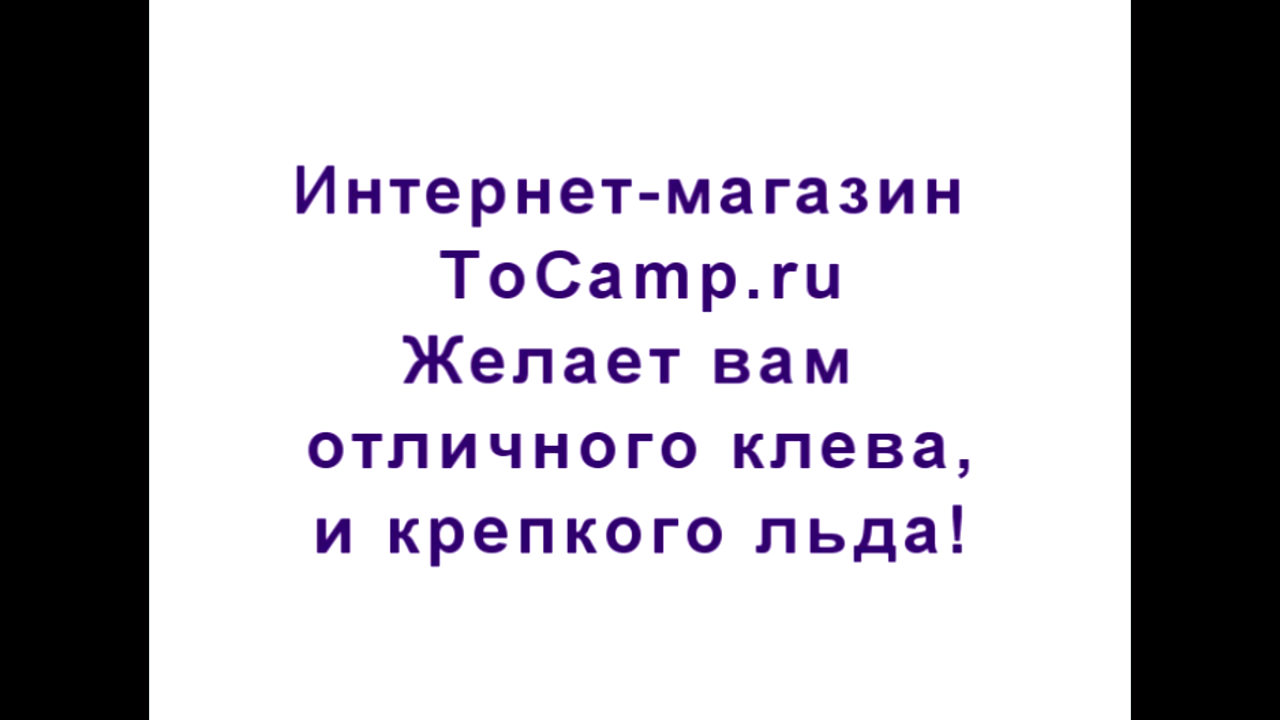 Интернет-магазин
ToCamp.ru
Желает вам
отличного клева,
и крепкого льда!